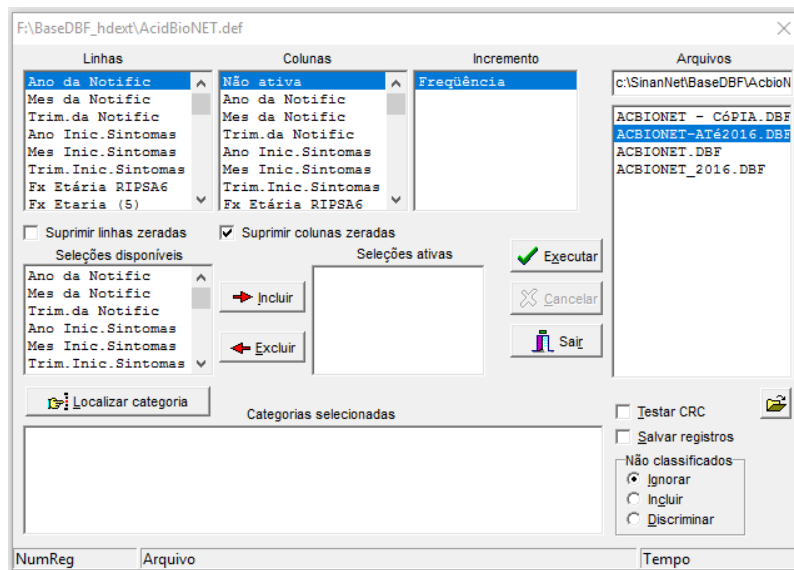 F:\BaseDBF_hdext\AcidBioNET.def
Linhas
Ano da Notific
Mes da Notific
Trim.da Notific
Ano Inic.Sintomas
Mes Inic.Sintomas
Trim.Inic.Sintomas
Fx Etária RIPSA6
Fx Etaria (5)
Suprimir linhas zeradas
Colunas
Não ativa
Ano da Notific
Mes da Notific
Trim.da Notific
Ano Inic.Sintomas
Mes Inic.Sintomas
Trim.Inic.Sintomas
Fx Etária RIPSA6
Suprimir colunas zeradas
Incremento
Freqüência
Arquivos
c:\SinanNet\BaseDBF\AcbioN
ACBIONET - CóPIA.DBF
ACBIONET-ATé2016.DBF
ACBIONET.DBF
ACBIONET_2016.DBF
Seleções disponíveis
Ano da Notific
Mes da Notific
Trim.da Notific
Ano Inic.Sintomas
Mes Inic.Sintomas
Trim.Inic.Sintomas
Incluir
Excluir
Seleções ativas
Executar
Cancelar
Sair
Localizar categoria
Categorias selecionadas
Testar CRC
Salvar registros
Não classificados
Ignorar
Incluir
Discriminar
NumReg
Arquivo
Tempo